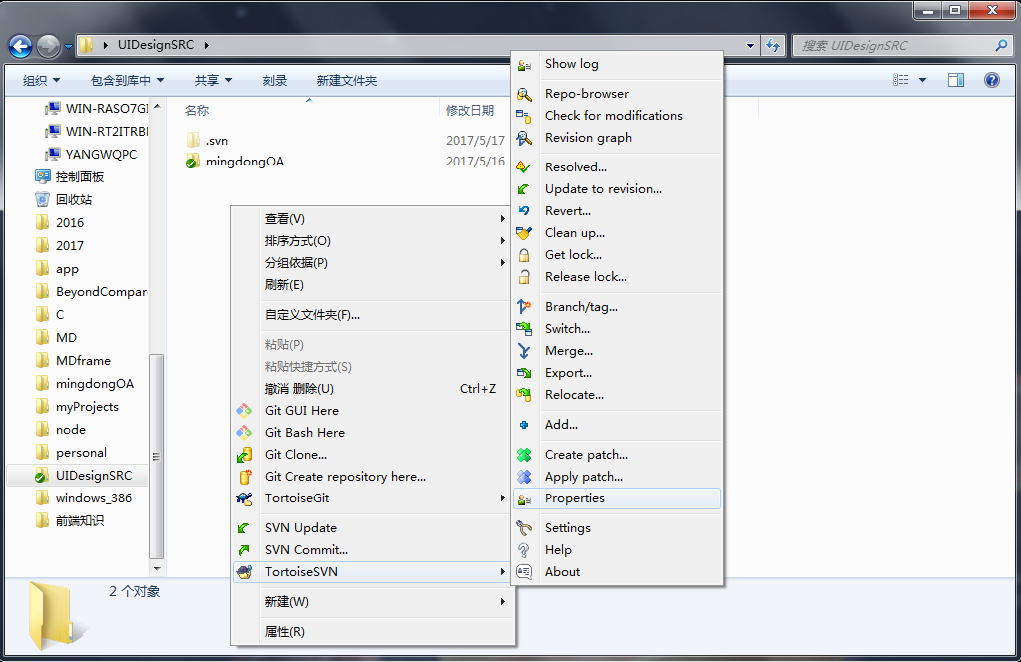 UIDesignSRC
搜索 UIDesignSRC
组织
包含到库中
共享
刻录
新建文件夹
WIN-RASO7GI
WIN-RT2ITRBI
YANGWQPC
控制面板
回收站
2016
2017
app
BeyondCompar
C
MD
MDframe
mingdongOA
myProjects
node
personal
UIDesignSRC
windows_386
前端知识
名称
修改日期
.svn
2017/5/17
mingdongOA
2017/5/16
查看(V)
排序方式(O)
分组依据(P)
刷新(E)
自定义文件夹(F)...
粘贴(P)
粘贴快捷方式(S)
撤消 删除(U) Ctrl+Z
Git GUI Here
Git Bash Here
Git Clone...
Git Create repository here...
TortoiseGit
SVN Update
SVN Commit...
TortoiseSVN
新建(W)
属性(R)
Show log
Repo-browser
Check for modifications
Revision graph
Resolved...
Update to revision...
Revert...
Clean up...
Get lock...
Release lock...
Branch/tag...
Switch...
Merge...
Export...
Relocate...
Add...
Create patch...
Apply patch...
Properties
Settings
Help
About
2 个对象